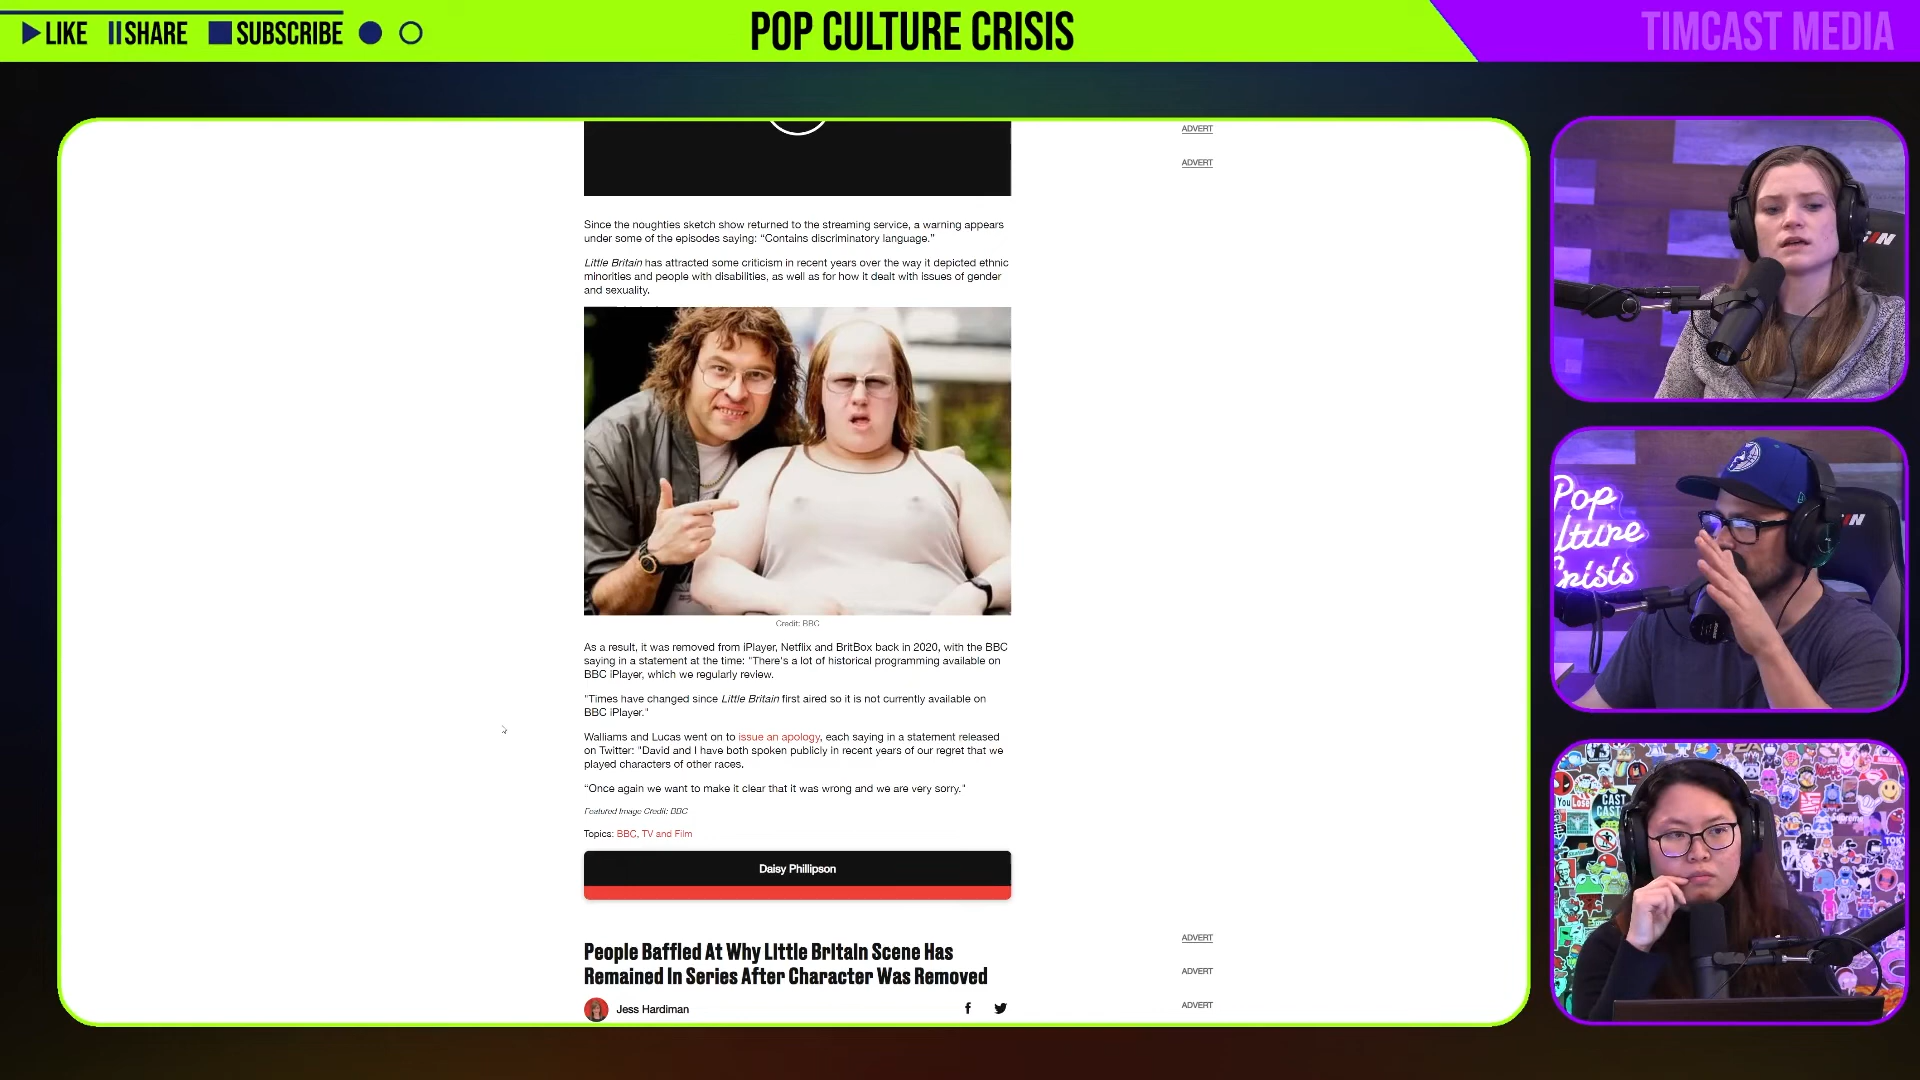 LIKE SHARE SUBSCRIBE
POP CULTURE CRISIS
TIMCAST MEDIA
ADVERT
ADVERT
Since the noughties sketch show returned to the streaming service, a warning appears
under some of the episodes saying: “Contains discriminatory language.”
Little Britain has attracted some criticism in recent years over the way it depicted ethnic
minorities and people with disabilities, as well as for how it dealt with issues of gender
and sexuality.
Credit: BBC
As a result, it was removed from iPlayer, Netflix and BritBox back in 2020, with the BBC
saying in a statement at the time: "There's a lot of historical programming available on
BBC iPlayer, which we regularly review.
"Times have changed since Little Britain first aired so it is not currently available on
BBC iPlayer."
Walliams and Lucas went on to issue an apology, each saying in a statement released
on Twitter: "David and I have both spoken publicly in recent years of our regret that we
played characters of other races.
“Once again we want to make it clear that it was wrong and we are very sorry."
Featured Image Credit: BBC
Topics: BBC, TV and Film
Daisy Phillipson
People Baffled At Why Little Britain Scene Has
Remained In Series After Character Was Removed
Jess Hardiman
ADVERT
ADVERT
ADVERT
Pop
lture
Crisis
You Lose
CAST
CAST
KFC